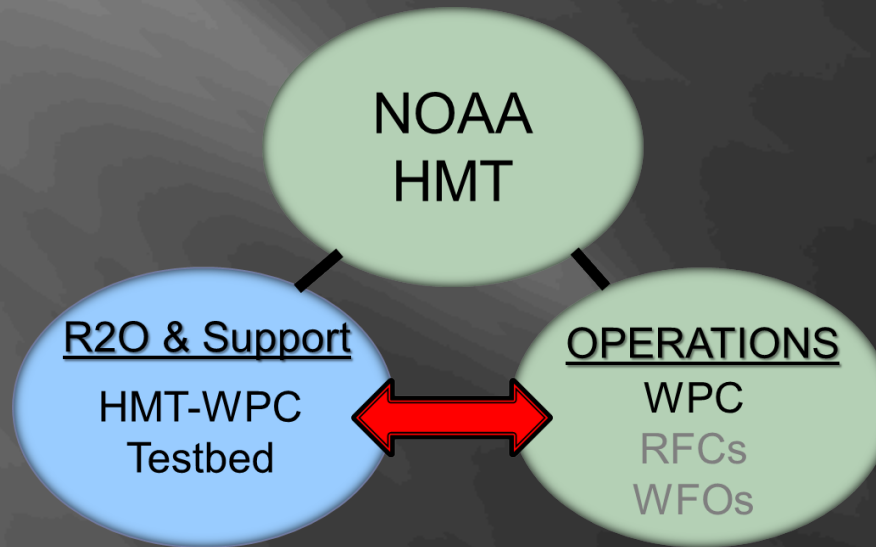 NOAA
HMT
R2O & Support
HMT-WPC
Testbed
OPERATIONS
WPC
RFCs
WFOs